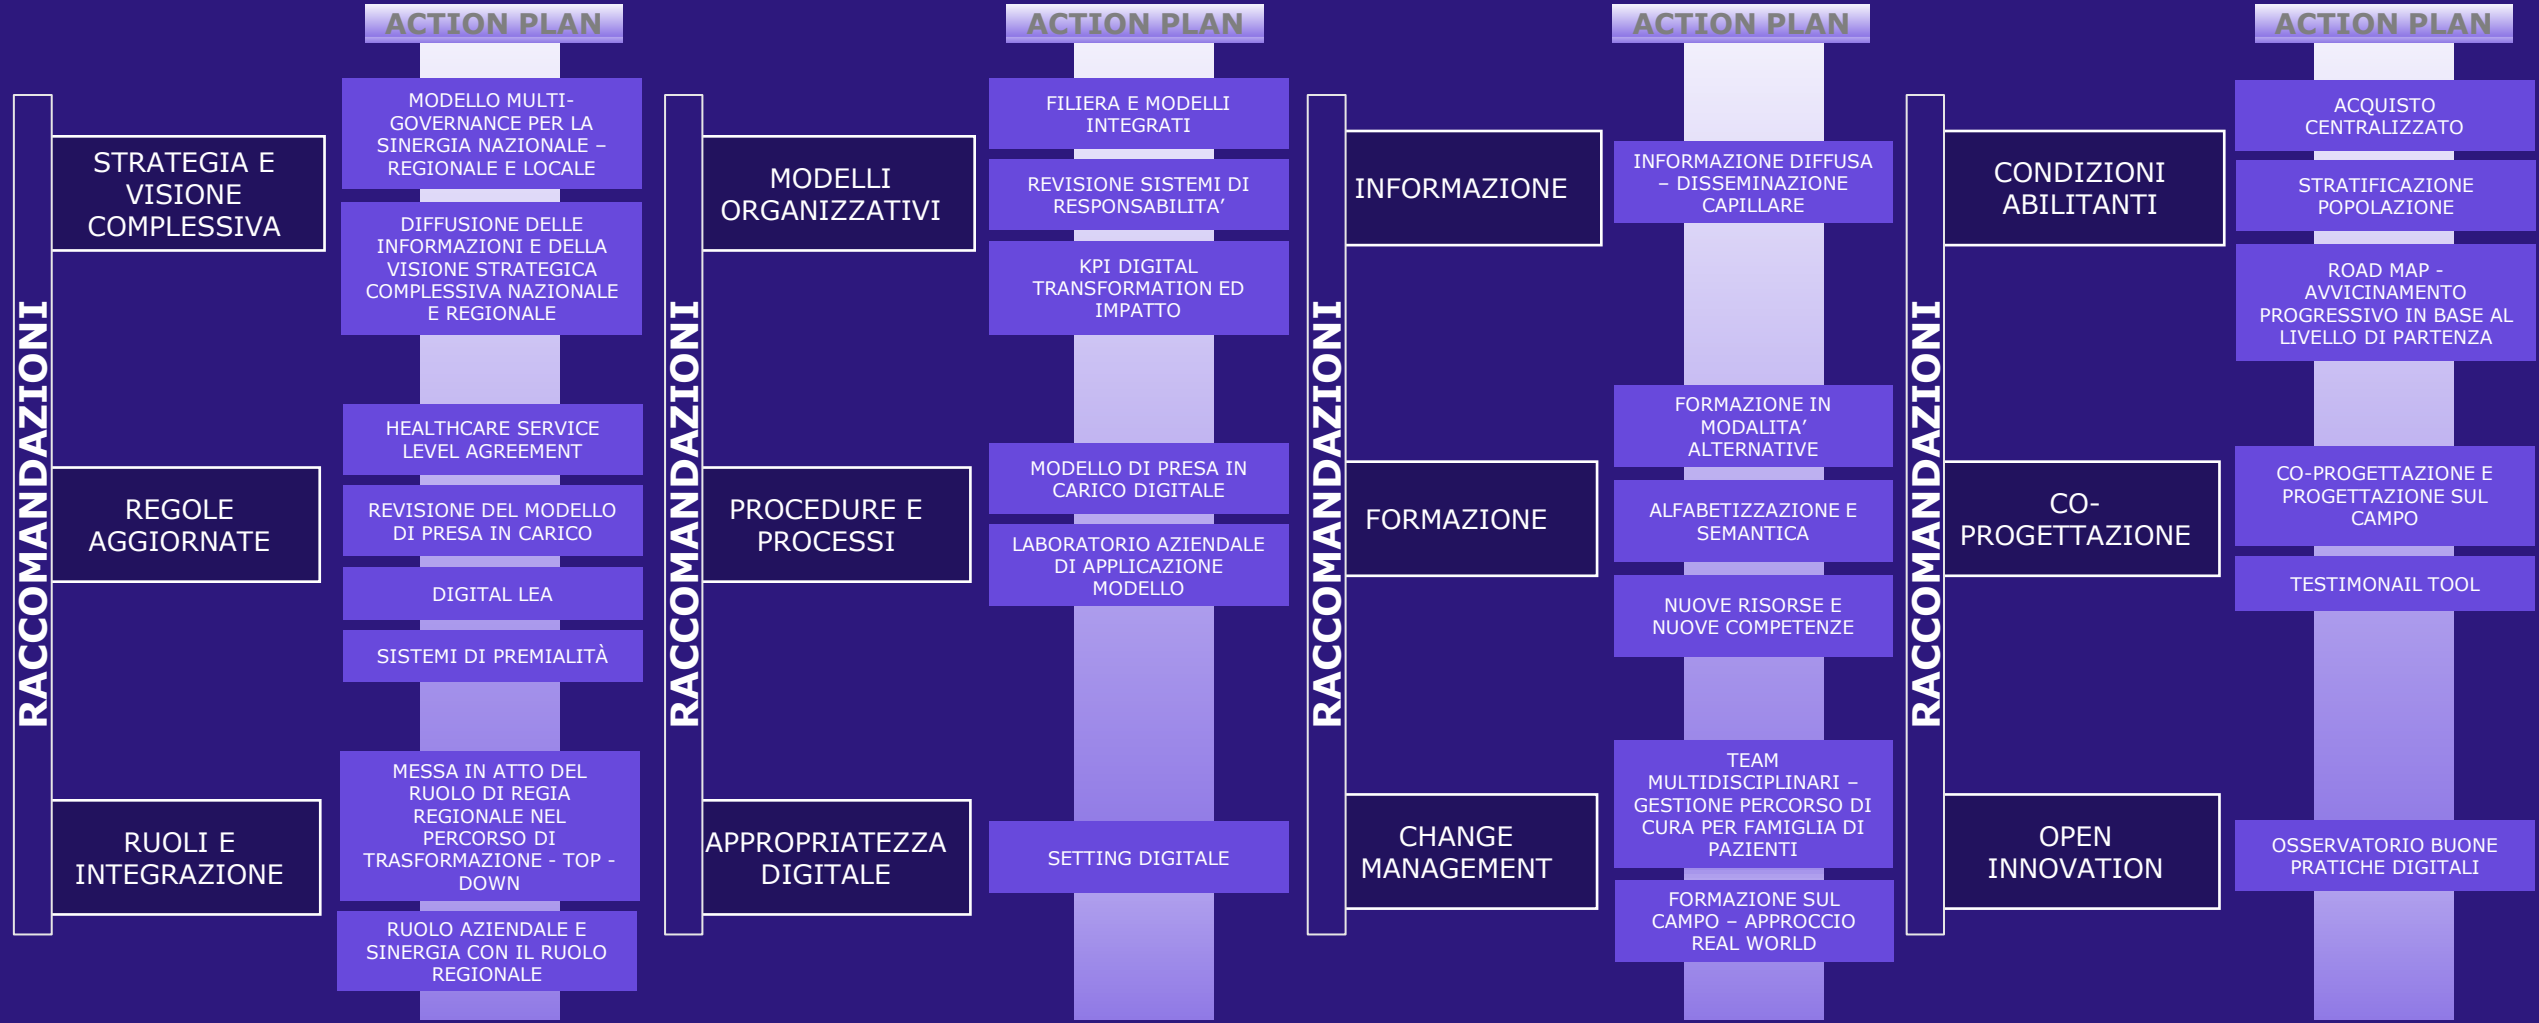 ACTION PLAN
RACCOMANDAZIONI
STRATEGIA E
VISIONE
COMPLESSIVA
MODELLO MULTI-
GOVERNANCE PER LA
SINERGIA NAZIONALE –
REGIONALE E LOCALE
DIFFUSIONE DELLE
INFORMAZIONI E DELLA
VISIONE STRATEGICA
COMPLESSIVA NAZIONALE
E REGIONALE
REGOLE
AGGIORNATE
HEALTHCARE SERVICE
LEVEL AGREEMENT
REVISIONE DEL MODELLO
DI PRESA IN CARICO
DIGITAL LEA
SISTEMI DI PREMIALITÀ
RUOLI E
INTEGRAZIONE
MESSA IN ATTO DEL
RUOLO DI REGIA
REGIONALE NEL
PERCORSO DI
TRASFORMAZIONE - TOP -
DOWN
RUOLO AZIENDALE E
SINERGIA CON IL RUOLO
REGIONALE
ACTION PLAN
RACCOMANDAZIONI
MODELLI
ORGANIZZATIVI
FILIERA E MODELLI
INTEGRATI
REVISIONE SISTEMI DI
RESPONSABILITA’
KPI DIGITAL
TRANSFORMATION ED
IMPATTO
PROCEDURE E
PROCESSI
MODELLO DI PRESA IN
CARICO DIGITALE
LABORATORIO AZIENDALE
DI APPLICAZIONE
MODELLO
APPROPRIATEZZA
DIGITALE
SETTING DIGITALE
ACTION PLAN
RACCOMANDAZIONI
INFORMAZIONE
INFORMAZIONE DIFFUSA
– DISSEMINAZIONE
CAPILLARE
FORMAZIONE
FORMAZIONE IN
MODALITA’
ALTERNATIVE
ALFABETIZZAZIONE E
SEMANTICA
NUOVE RISORSE E
NUOVE COMPETENZE
CHANGE
MANAGEMENT
TEAM
MULTIDISCIPLINARI –
GESTIONE PERCORSO DI
CURA PER FAMIGLIA DI
PAZIENTI
FORMAZIONE SUL
CAMPO – APPROCCIO
REAL WORLD
ACTION PLAN
RACCOMANDAZIONI
CONDIZIONI
ABILITANTI
ACQUISTO
CENTRALIZZATO
STRATIFICAZIONE
POPOLAZIONE
ROAD MAP -
AVVICINAMENTO
PROGRESSIVO IN BASE AL
LIVELLO DI PARTENZA
CO-
PROGETTAZIONE
CO-PROGETTAZIONE E
PROGETTAZIONE SUL
CAMPO
TESTIMONAIL TOOL
OPEN
INNOVATION
OSSERVATORIO BUONE
PRATICHE DIGITALI